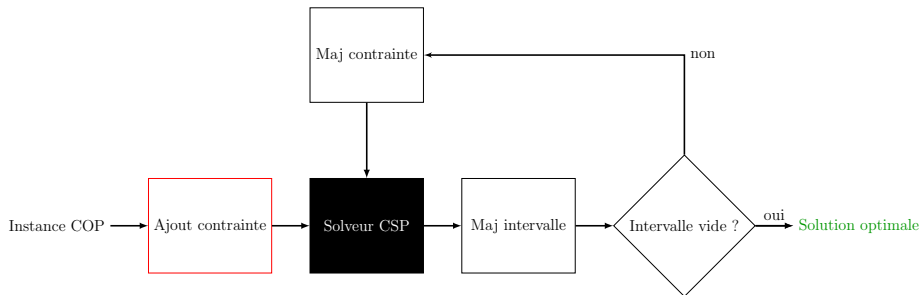 Maj contrainte
non
Instance COP
Ajout contrainte
Solveur CSP
Maj intervalle
Intervalle vide ?
oui
Solution optimale